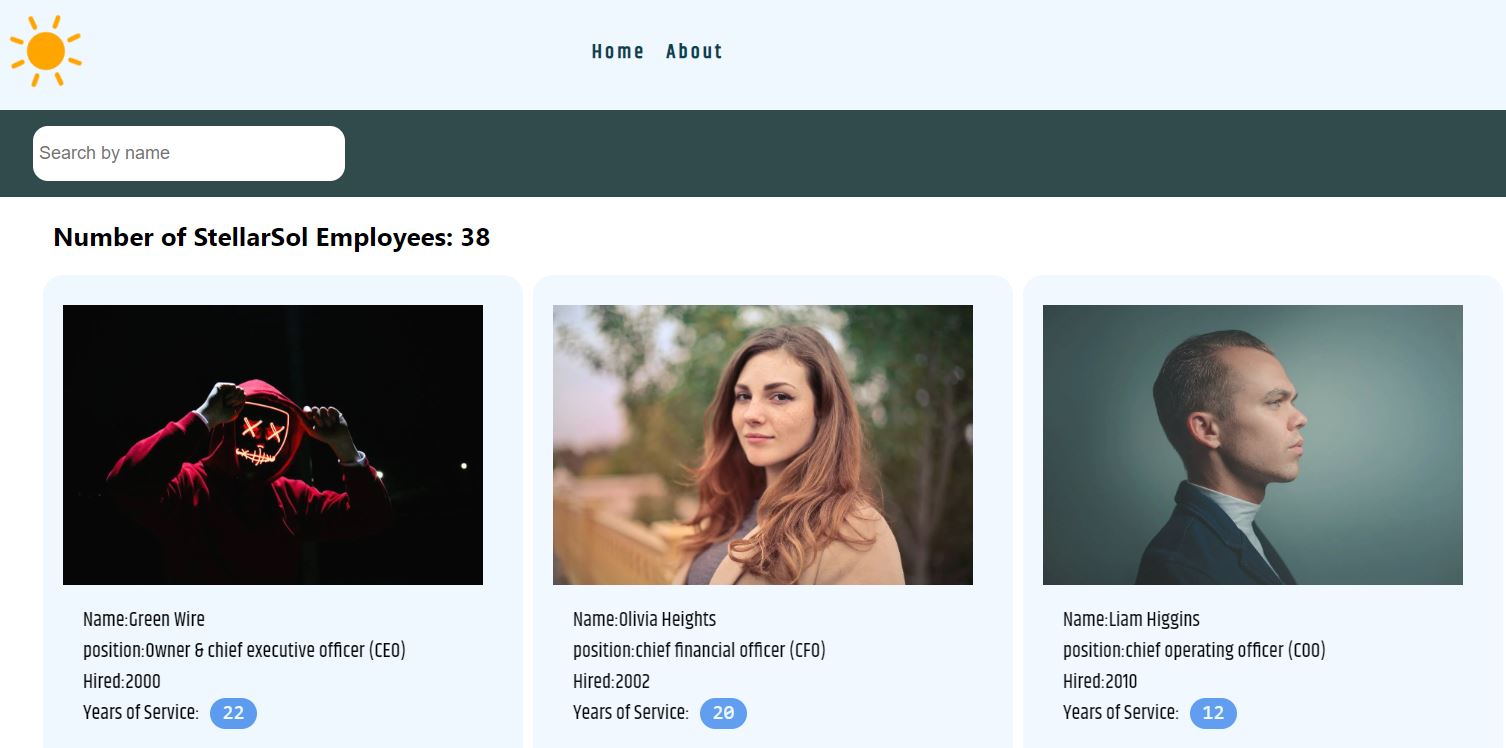 Home About
Search by name
Number of StellarSol Employees: 38
Name:Green Wire
position:Owner & chief executive officer (CEO)
Hired:2000
Years of Service: 22
Name:Olivia Heights
position:chief financial officer (CFO)
Hired:2002
Years of Service: 20
Name:Liam Higgins
position:chief operating officer (COO)
Hired:2010
Years of Service: 12